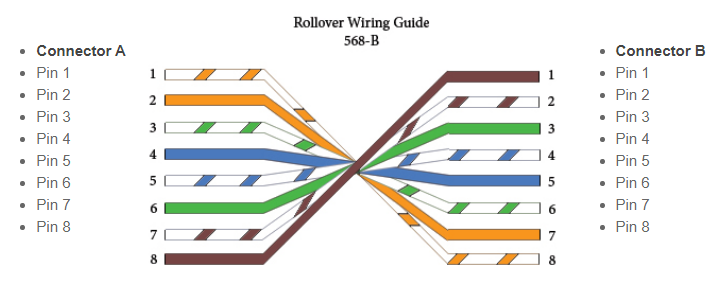 Rollover Wiring Guide
568-B
Connector A
Pin 1
Pin 2
Pin 3
Pin 4
Pin 5
Pin 6
Pin 7
Pin 8
1
2
3
4
5
6
7
8
1
2
3
4
5
6
7
8
Connector B
Pin 1
Pin 2
Pin 3
Pin 4
Pin 5
Pin 6
Pin 7
Pin 8